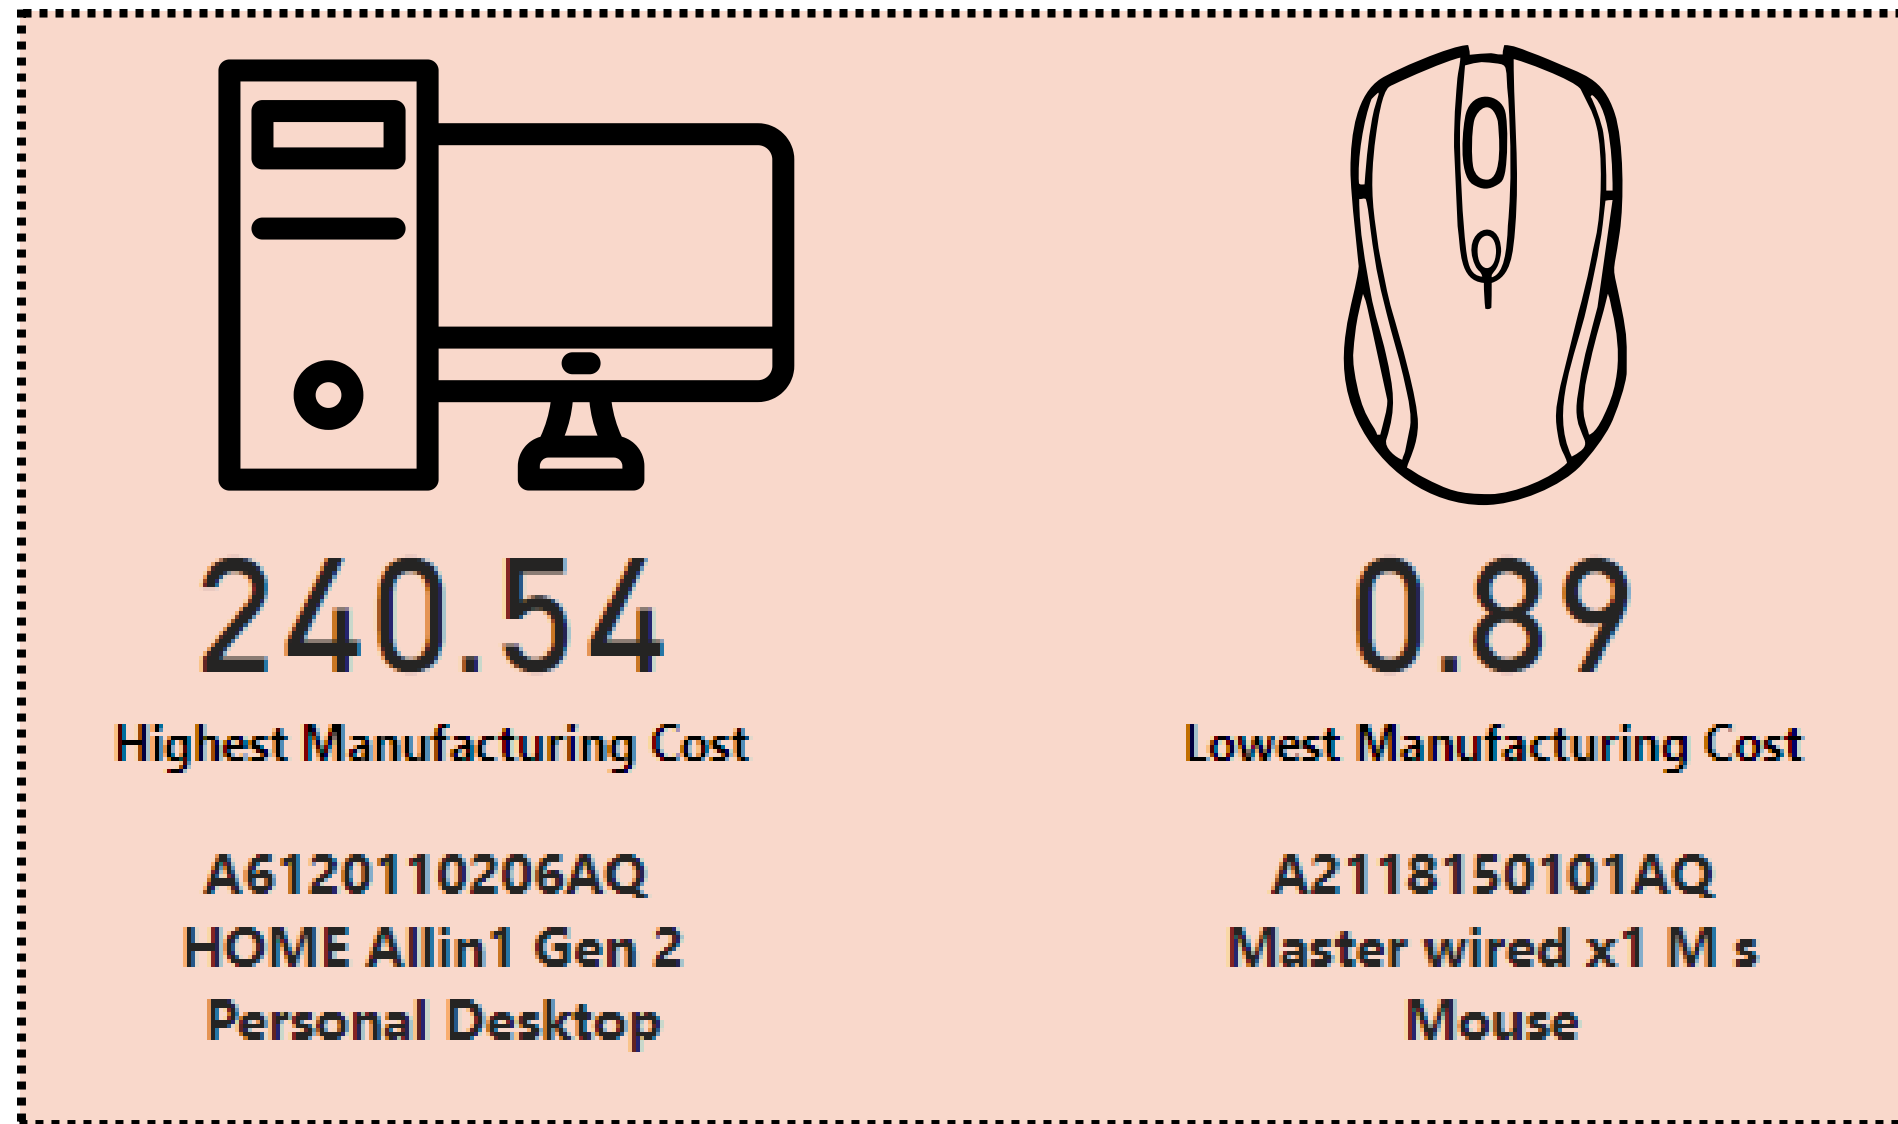 240.54
Highest Manufacturing Cost
A6120110206AQ
HOME Allin1 Gen 2
Personal Desktop
0.89
Lowest Manufacturing Cost
A2118150101AQ
Master wired x1 M s
Mouse